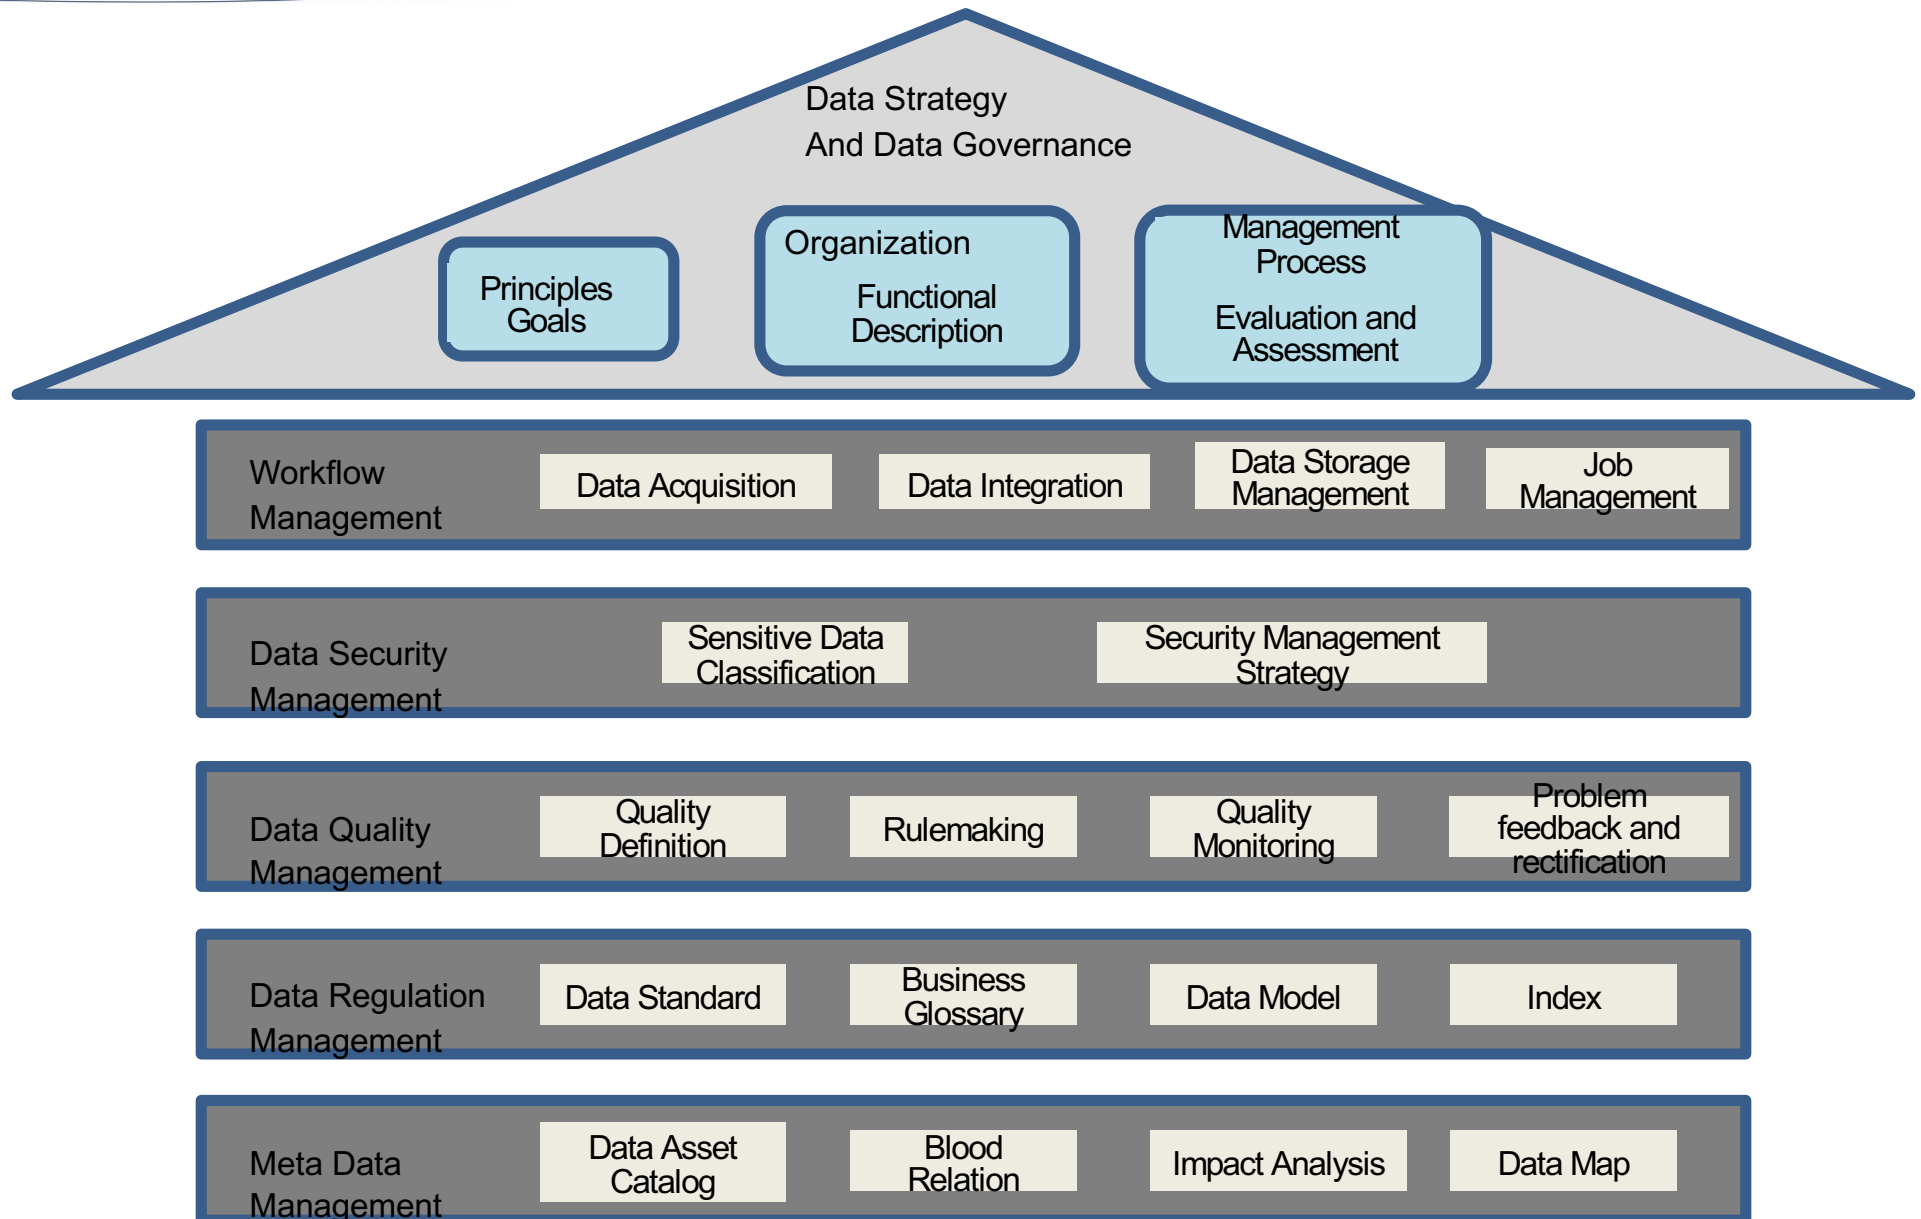 Data Strategy
And Data Governance
Principles
Goals
Organization
Functional
Description
Management
Process
Evaluation and
Assessment
Workflow
Management
Data Acquisition
Data Integration
Data Storage
Management
Job
Management
Data Security
Management
Sensitive Data
Classification
Security Management
Strategy
Data Quality
Management
Quality
Definition
Rulemaking
Quality
Monitoring
Problem
feedback and
rectification
Data Regulation
Management
Data Standard
Business
Glossary
Data Model
Index
Meta Data
Management
Data Asset
Catalog
Blood
Relation
Impact Analysis
Data Map